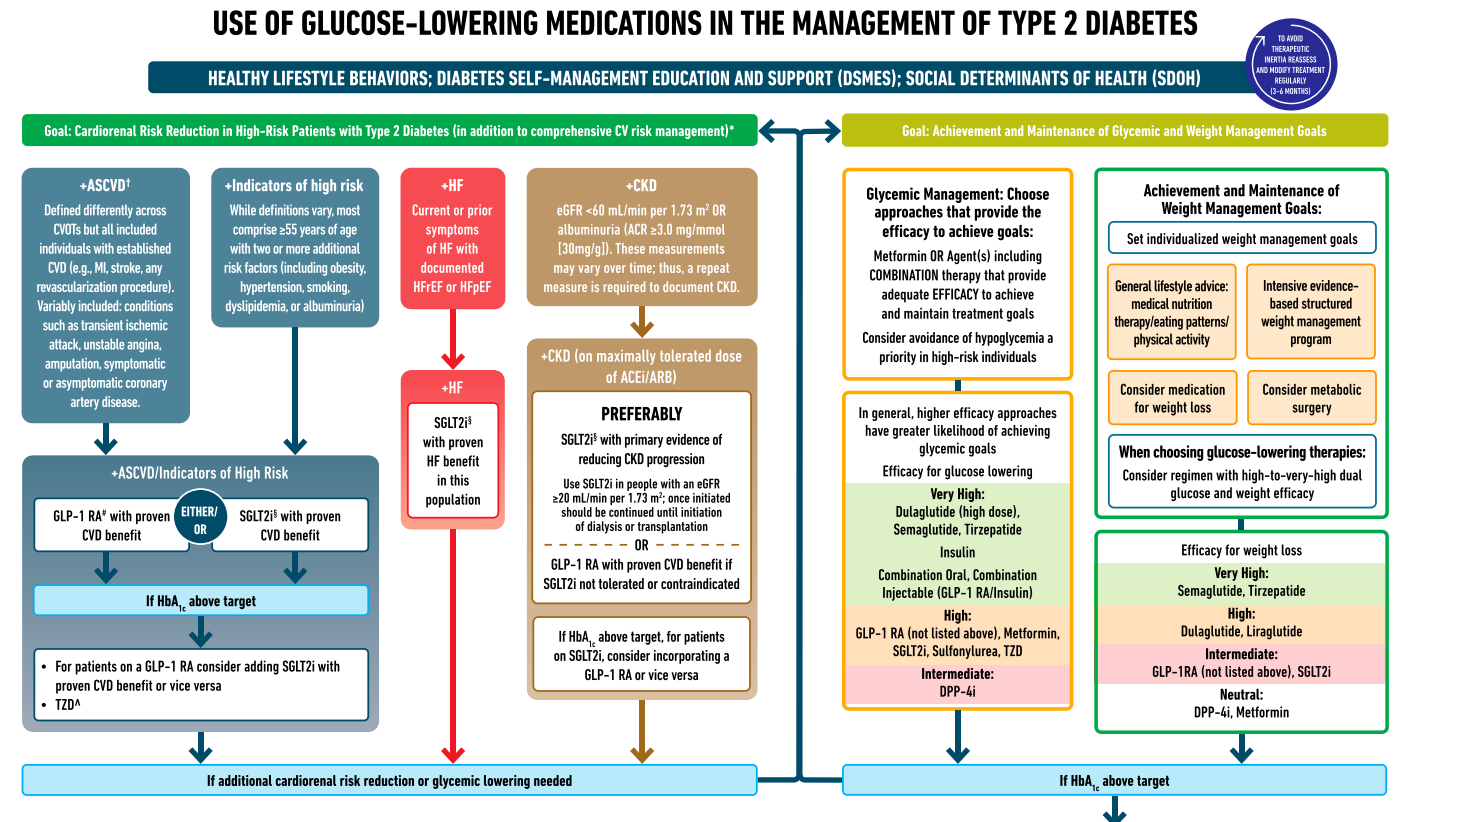 USE OF GLUCOSE-LOWERING MEDICATIONS IN THE MANAGEMENT OF TYPE 2 DIABETES
TO AVOID
THERAPEUTIC
INERTIA REASSESS
AND MODIFY TREATMENT
REGULARLY
(3-6 MONTHS)
HEALTHY LIFESTYLE BEHAVIORS; DIABETES SELF-MANAGEMENT EDUCATION AND SUPPORT (DSMES); SOCIAL DETERMINANTS OF HEALTH (SDOH)
Goal: Cardiorenal Risk Reduction in High-Risk Patients with Type 2 Diabetes (in addition to comprehensive CV risk management)*
+ASCVD†
Defined differently across
CVOTs but all included
individuals with established
CVD (e.g., MI, stroke, any
revascularization procedure).
Variably included: conditions
such as transient ischemic
attack, unstable angina,
amputation, symptomatic
or asymptomatic coronary
artery disease.
+Indicators of high risk
While definitions vary, most
comprise ≥55 years of age
with two or more additional
risk factors (including obesity,
hypertension, smoking,
dyslipidemia, or albuminuria)
+ASCVD/Indicators of High Risk
GLP-1 RA# with proven
CVD benefit
EITHER/
OR
SGLT2i§ with proven
CVD benefit
If HbA1c above target
• For patients on a GLP-1 RA consider adding SGLT2i with
proven CVD benefit or vice versa
• TZD^
+HF
Current or prior
symptoms
of HF with
documented
HFrEF or HFpEF
+HF
SGLT2i§
with proven
HF benefit
in this
population
+CKD
eGFR <60 mL/min per 1.73 m² OR
albuminuria (ACR ≥3.0 mg/mmol
[30mg/g]). These measurements
may vary over time; thus, a repeat
measure is required to document CKD.
+CKD (on maximally tolerated dose
of ACEi/ARB)
PREFERABLY
SGLT2i§ with primary evidence of
reducing CKD progression
Use SGLT2i in people with an eGFR
≥20 mL/min per 1.73 m²; once initiated
should be continued until initiation
of dialysis or transplantation
OR
GLP-1 RA with proven CVD benefit if
SGLT2i not tolerated or contraindicated
If HbA1c above target, for patients
on SGLT2i, consider incorporating a
GLP-1 RA or vice versa
If additional cardiorenal risk reduction or glycemic lowering needed
Goal: Achievement and Maintenance of Glycemic and Weight Management Goals
Glycemic Management: Choose
approaches that provide the
efficacy to achieve goals:
Metformin OR Agent(s) including
COMBINATION therapy that provide
adequate EFFICACY to achieve
and maintain treatment goals
Consider avoidance of hypoglycemia a
priority in high-risk individuals
In general, higher efficacy approaches
have greater likelihood of achieving
glycemic goals
Efficacy for glucose lowering
Very High:
Dulaglutide (high dose),
Semaglutide, Tirzepatide
Insulin
Combination Oral, Combination
Injectable (GLP-1 RA/Insulin)
High:
GLP-1 RA (not listed above), Metformin,
SGLT2i, Sulfonylurea, TZD
Intermediate:
DPP-4i
Achievement and Maintenance of
Weight Management Goals:
Set individualized weight management goals
General lifestyle advice:
medical nutrition
therapy/eating patterns/
physical activity
Intensive evidence-
based structured
weight management
program
Consider medication
for weight loss
Consider metabolic
surgery
When choosing glucose-lowering therapies:
Consider regimen with high-to-very-high dual
glucose and weight efficacy
Efficacy for weight loss
Very High:
Semaglutide, Tirzepatide
High:
Dulaglutide, Liraglutide
Intermediate:
GLP-1RA (not listed above), SGLT2i
Neutral:
DPP-4i, Metformin
If HbA1c above target